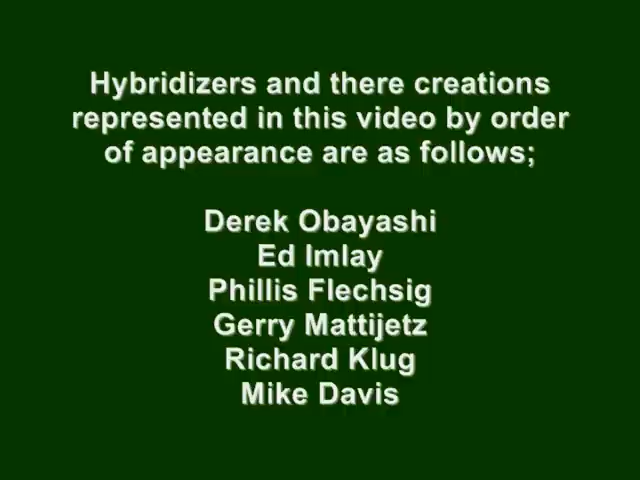 Hybridizers and there creations
represented in this video by order
of appearance are as follows;
Derek Obayashi
Ed Imlay
Phillis Flechsig
Gerry Mattijetz
Richard Klug
Mike Davis